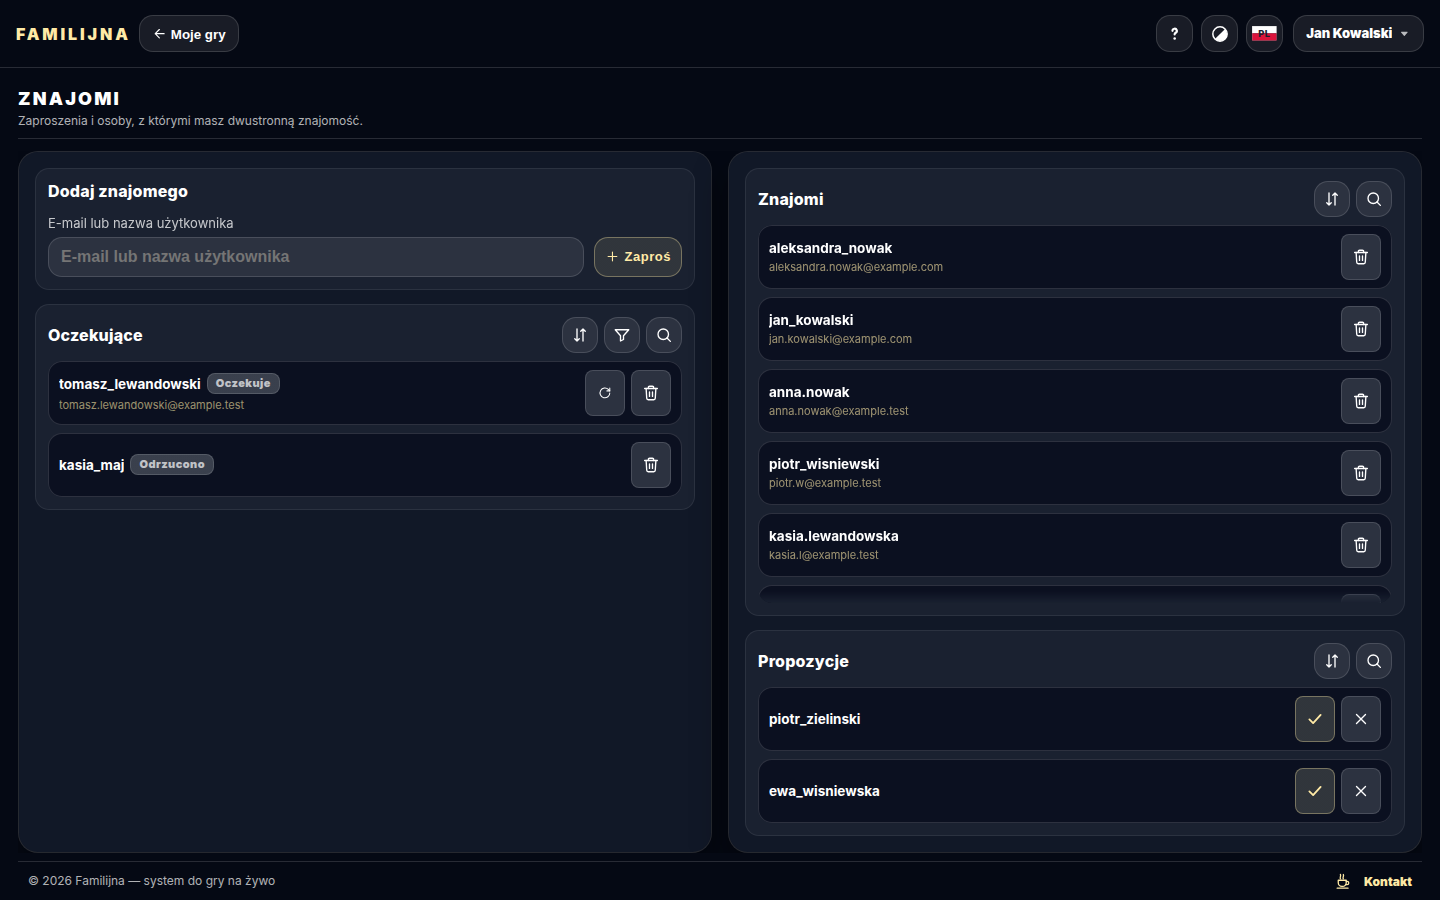 FAMILIJNA
← Moje gry
?
PL
Jan Kowalski
ZNAJOMI
Zaproszenia i osoby, z którymi masz dwustronną znajomość.
Dodaj znajomego
E-mail lub nazwa użytkownika
E-mail lub nazwa użytkownika
+ Zaproś
Oczekujące
tomasz_lewandowski Oczekuje
tomasz.lewandowski@example.test
kasia_maj Odrzucono
Znajomi
aleksandra_nowak
aleksandra.nowak@example.com
jan_kowalski
jan.kowalski@example.com
anna.nowak
anna.nowak@example.test
piotr_wisniewski
piotr.w@example.test
kasia.lewandowska
kasia.l@example.test
Propozycje
piotr_zielinski
ewa_wisniewska
© 2026 Familijna — system do gry na żywo
Kontakt